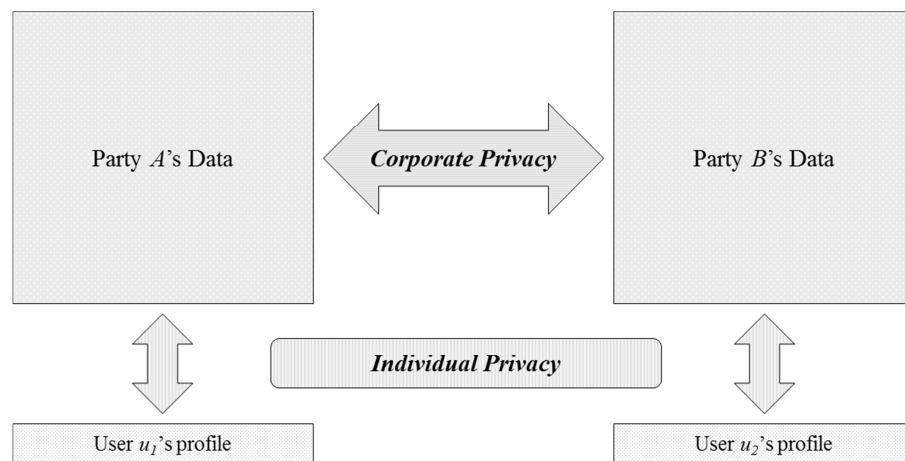 Party A's Data
Corporate Privacy
Party B's Data
Individual Privacy
User u₁'s profile
User u₂'s profile